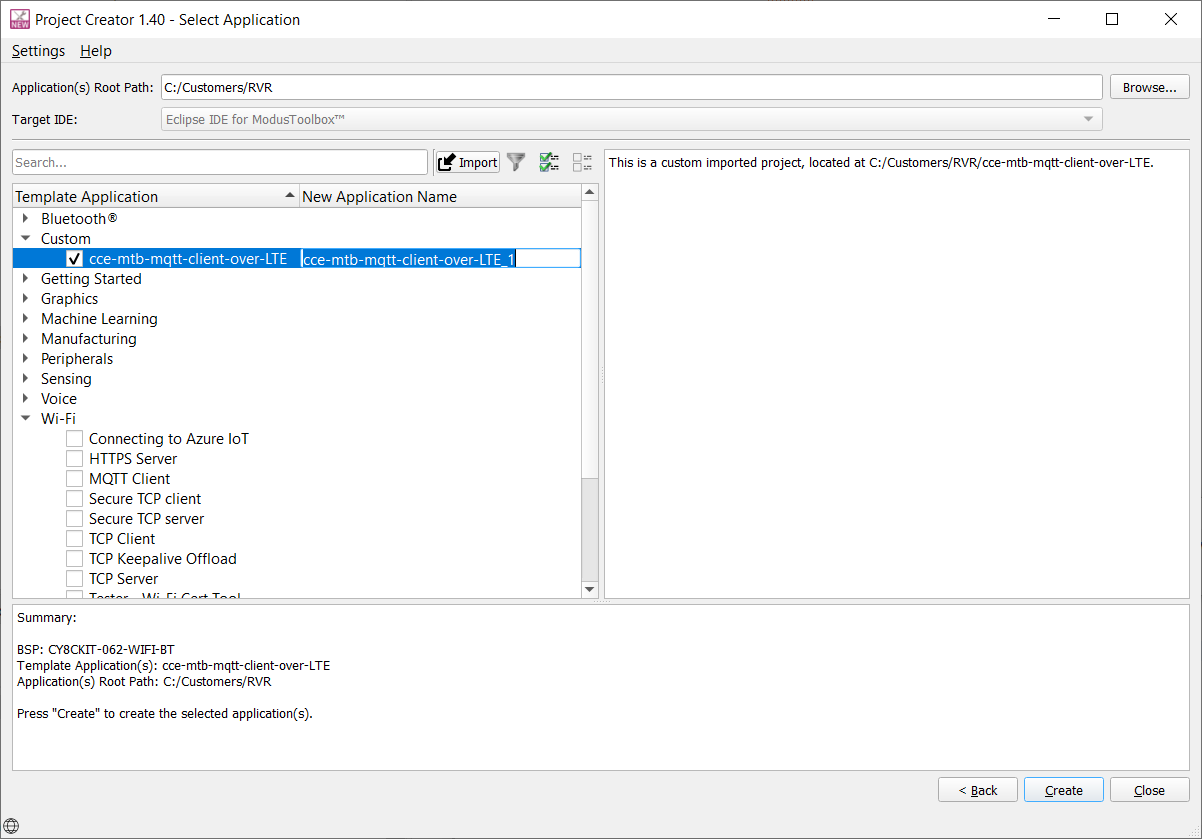 NEW
Project Creator 1.40 - Select Application
Settings Help
Application(s) Root Path: C:/Customers/RVR Browse...
Target IDE: Eclipse IDE for ModusToolbox™
Search... Import
Template Application New Application Name
Bluetooth®
Custom
cce-mtb-mqtt-client-over-LTE cce-mtb-mqtt-client-over-LTE_1
Getting Started
Graphics
Machine Learning
Manufacturing
Peripherals
Sensing
Voice
Wi-Fi
Connecting to Azure IoT
HTTPS Server
MQTT Client
Secure TCP client
Secure TCP server
TCP Client
TCP Keepalive Offload
TCP Server
Tester - Wi-Fi Cert Tool
This is a custom imported project, located at C:/Customers/RVR/cce-mtb-mqtt-client-over-LTE.
Summary:
BSP: CY8CKIT-062-WIFI-BT
Template Application(s): cce-mtb-mqtt-client-over-LTE
Application(s) Root Path: C:/Customers/RVR
Press "Create" to create the selected application(s).
< Back Create Close